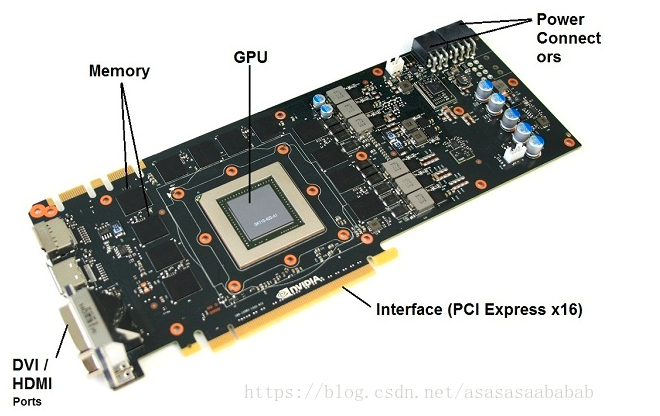 Power
Connect
ors
GPU
Memory
nVIDIA
Interface (PCI Express x16)
DVI /
HDMI
Ports
https://blog.csdn.net/asasasaababab